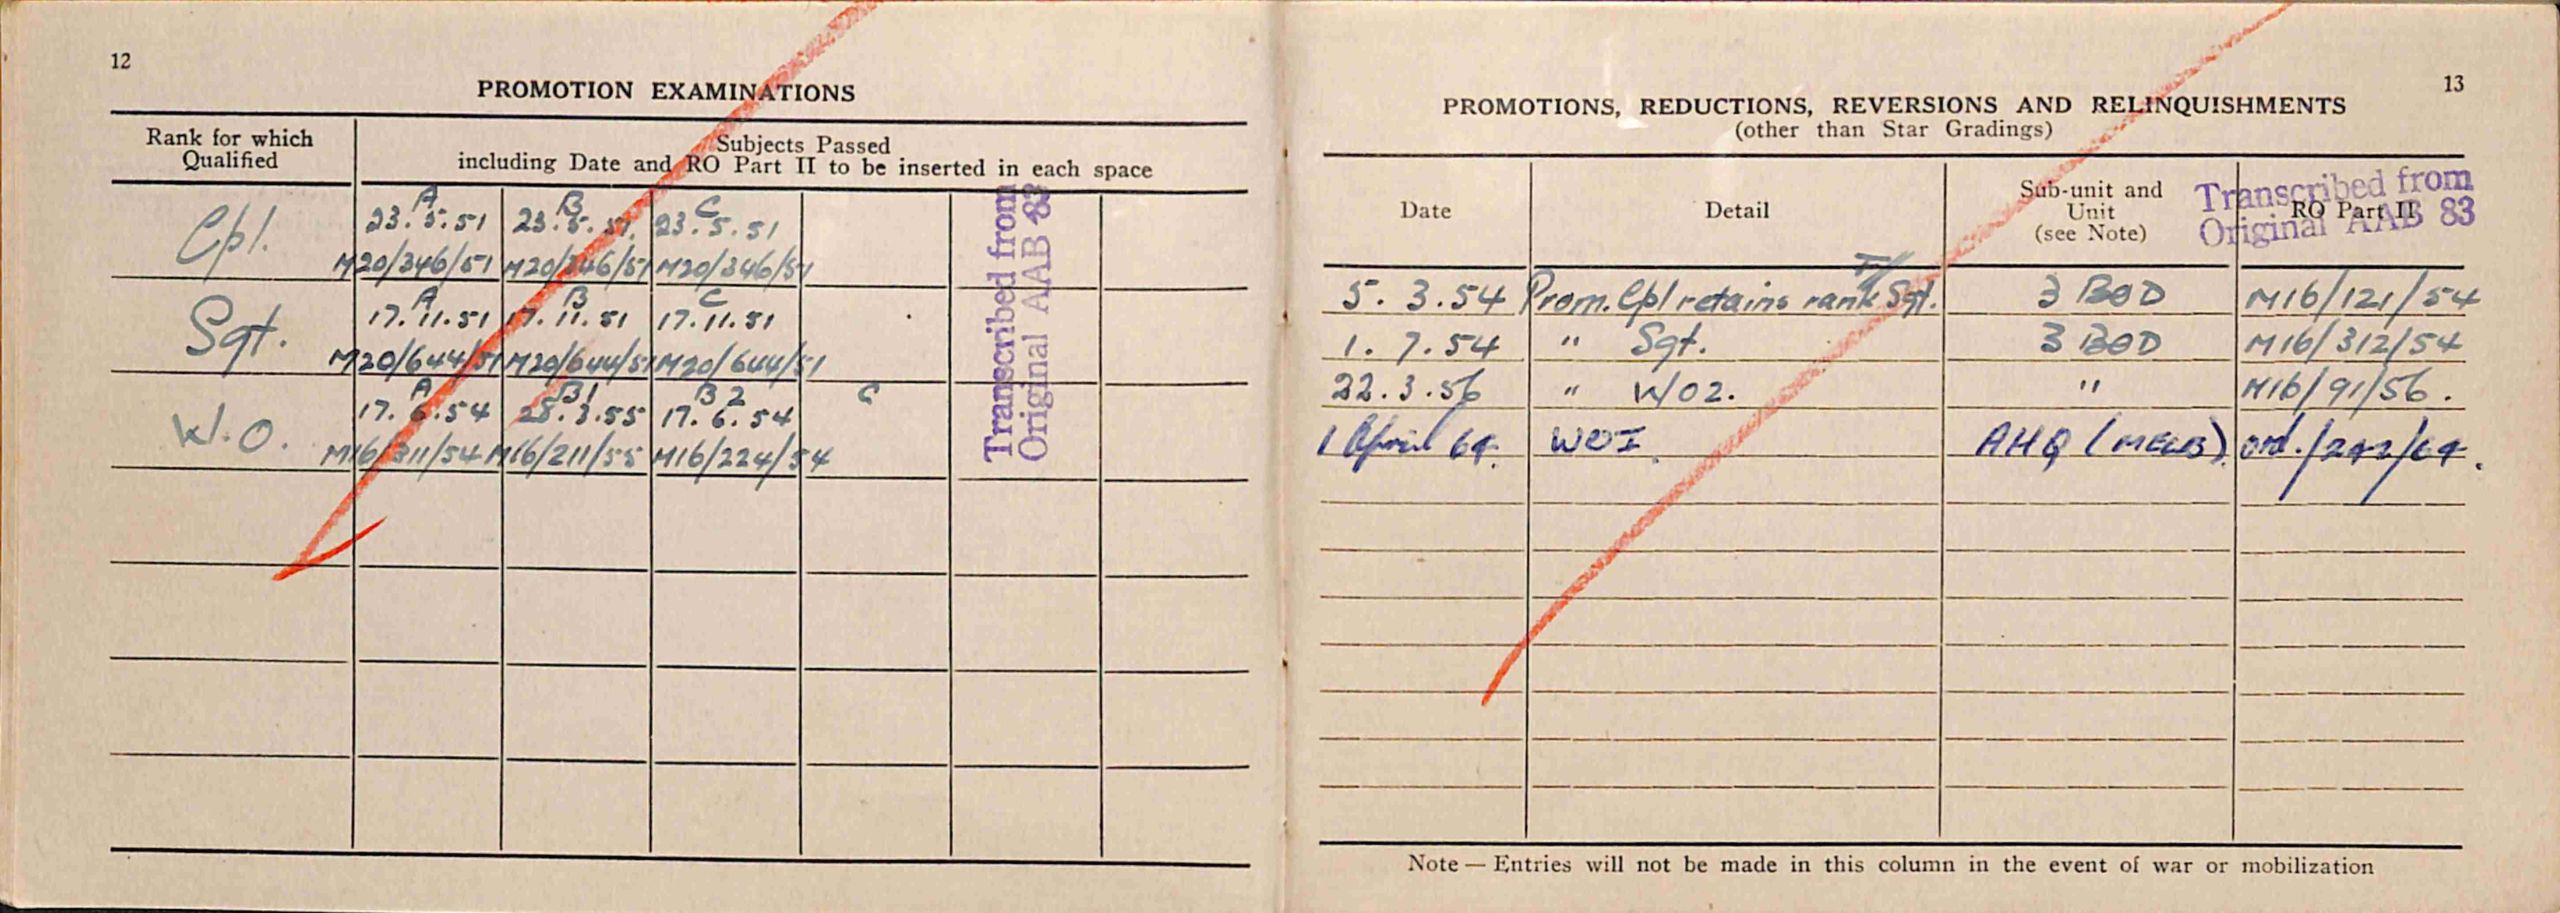 12
PROMOTION EXAMINATIONS
Rank for which
Qualified
Subjects Passed
including Date and RO Part II to be inserted in each space
Cpl.
A B C
23.5.51 23.5.51. 23.5.51
M20/346/51 M20/346/51 M20/346/51
Sgt.
A B C
17.11.51 17.11.51 17.11.51
M20/644/51 M20/644/51 M20/644/51
W.O.
A B1 B2 C
17.6.54 28.3.55 17.6.54
M16/311/54 M16/211/55 M16/224/54
Transcribed from
Original AAB 83
13
PROMOTIONS, REDUCTIONS, REVERSIONS AND RELINQUISHMENTS
(other than Star Gradings)
Date Detail Sub-unit and
Unit
(see Note)
RO Part II
Transcribed from
Original AAB 83
5.3.54 Prom. Cpl retains rank T/ Sgt. 3 BOD M16/121/54
1.7.54 " Sgt. 3 BOD M16/312/54
22.3.56 " WO2. " M16/91/56.
1 April 69. WOI. AHQ (MELB). Ord./242/69.
Note — Entries will not be made in this column in the event of war or mobilization